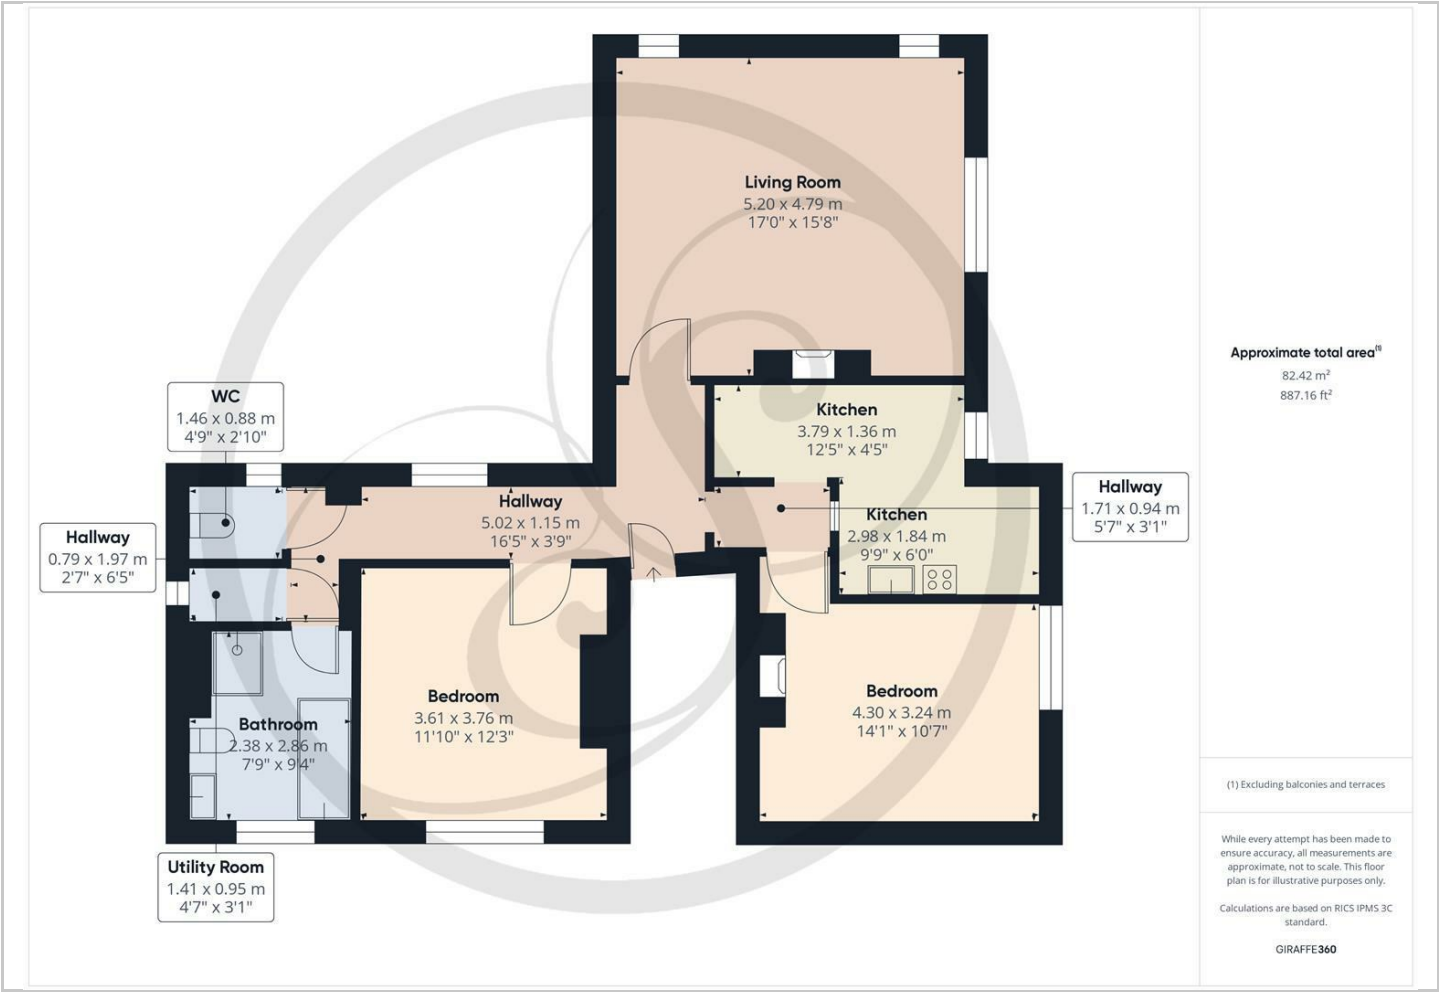 Living Room
5.20 x 4.79 m
17'0" x 15'8"
WC
1.46 x 0.88 m
4'9" x 2'10"
Kitchen
3.79 x 1.36 m
12'5" x 4'5"
Hallway
5.02 x 1.15 m
16'5" x 3'9"
Hallway
1.71 x 0.94 m
5'7" x 3'1"
Hallway
0.79 x 1.97 m
2'7" x 6'5"
Kitchen
2.98 x 1.84 m
9'9" x 6'0"
Bedroom
3.61 x 3.76 m
11'10" x 12'3"
Bedroom
4.30 x 3.24 m
14'1" x 10'7"
Bathroom
2.38 x 2.86 m
7'9" x 9'4"
Utility Room
1.41 x 0.95 m
4'7" x 3'1"
Approximate total area(1)
82.42 m²
887.16 ft²
(1) Excluding balconies and terraces
While every attempt has been made to
ensure accuracy, all measurements are
approximate, not to scale. This floor
plan is for illustrative purposes only.
Calculations are based on RICS IPMS 3C
standard.
GIRAFFE360